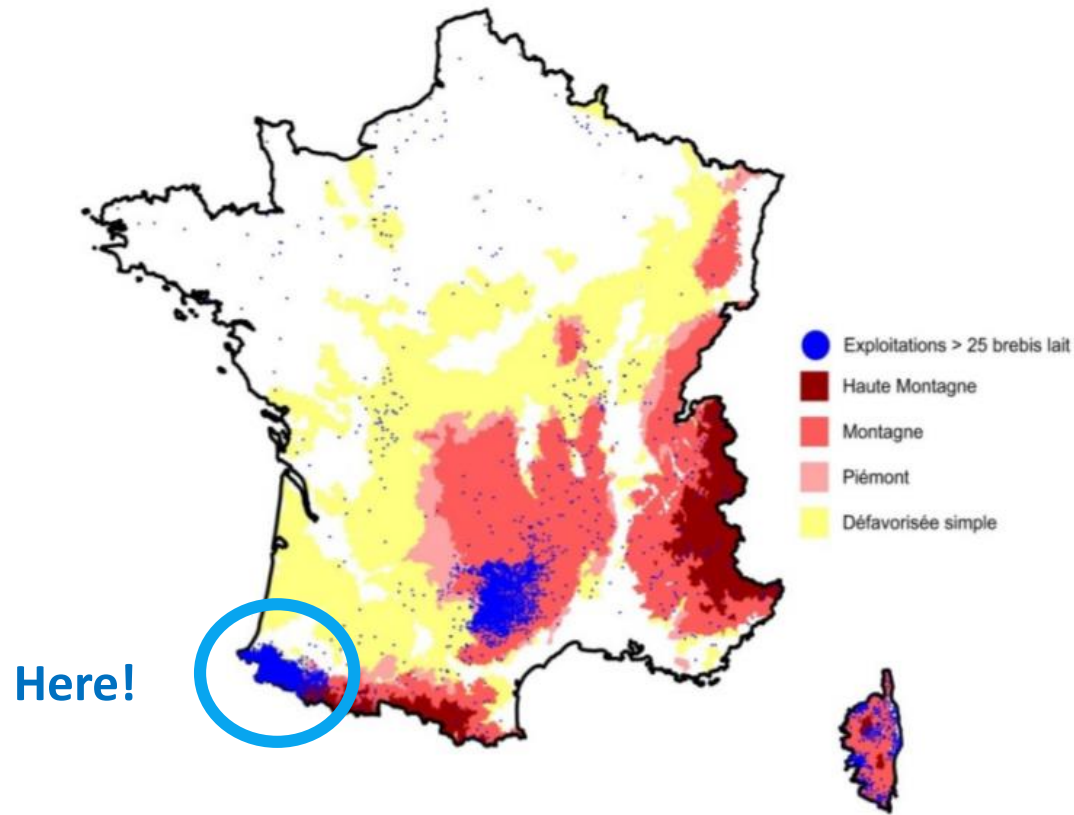 Exploitations > 25 brebis lait
Haute Montagne
Montagne
Piémont
Défavorisée simple
Here!